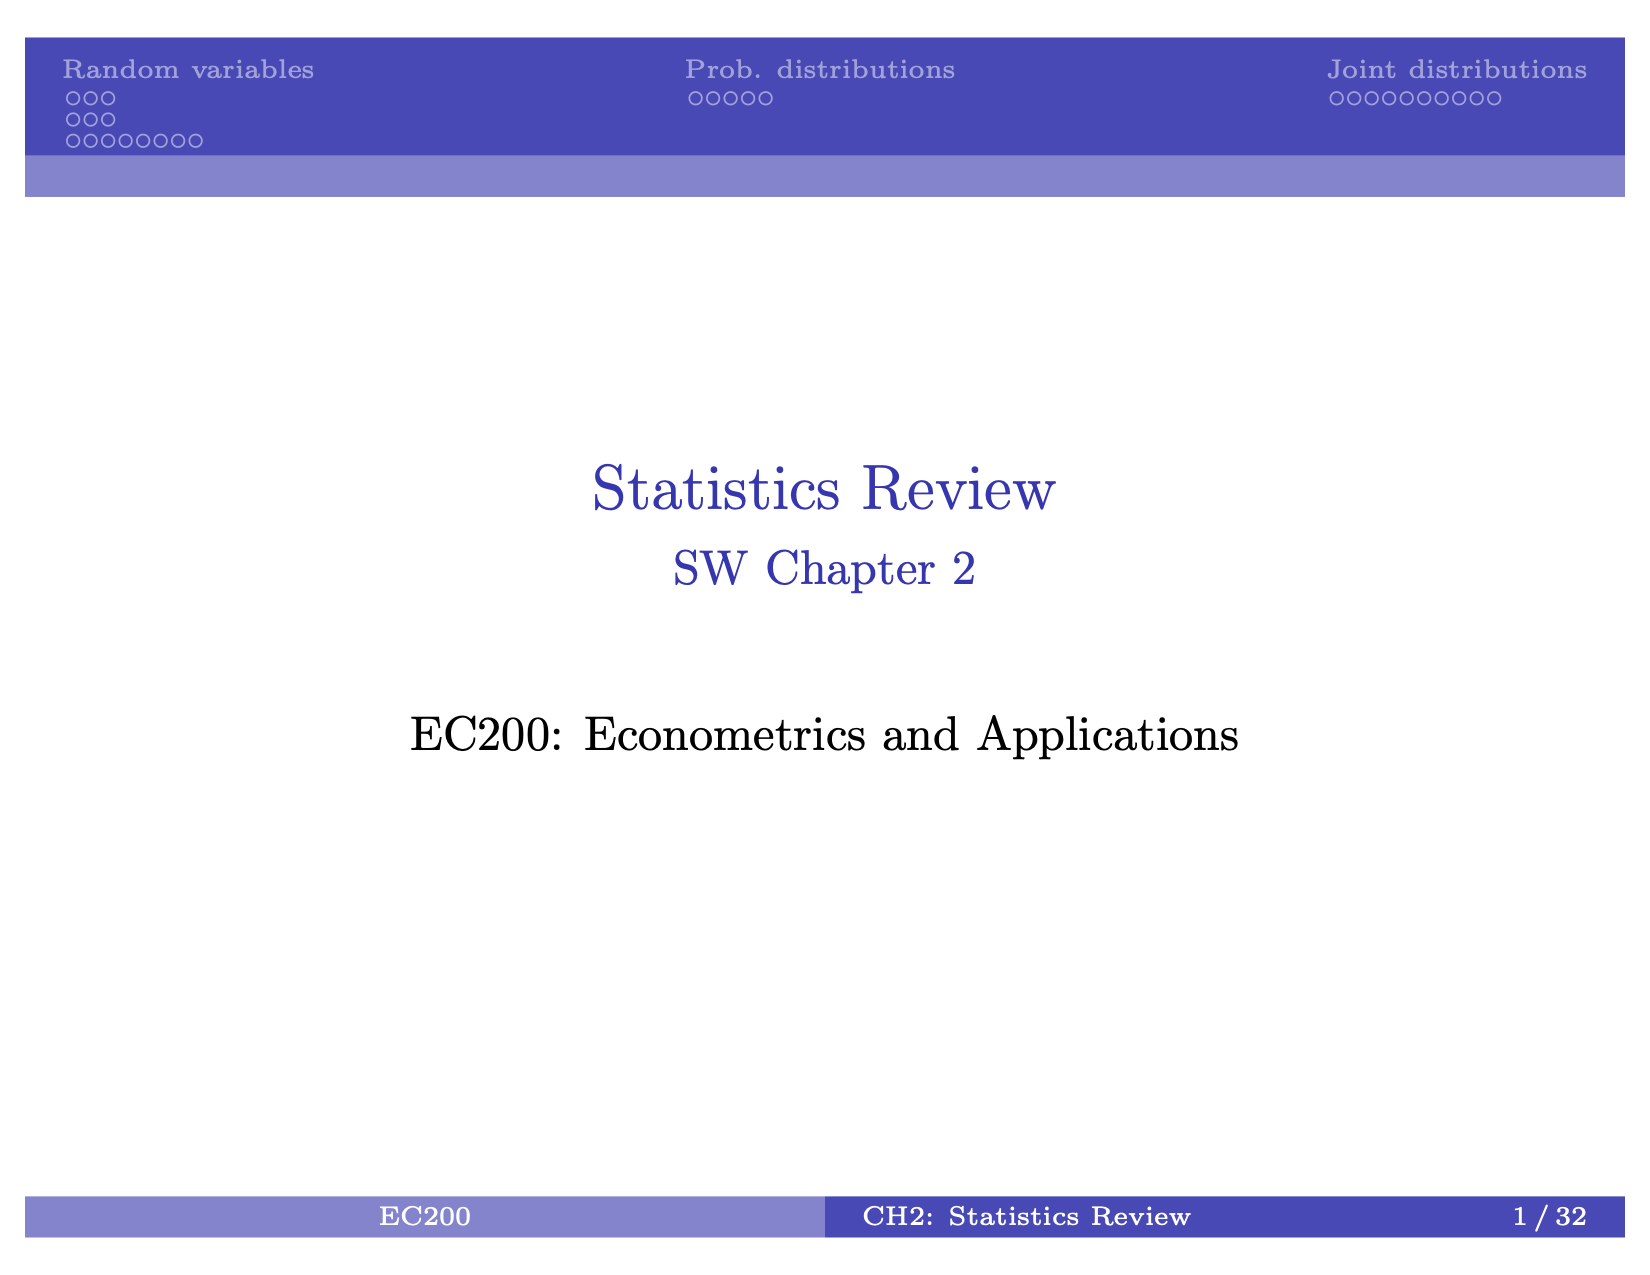 Random variables
Prob. distributions
Joint distributions
Statistics Review
SW Chapter 2
EC200: Econometrics and Applications
EC200
CH2: Statistics Review
1 / 32